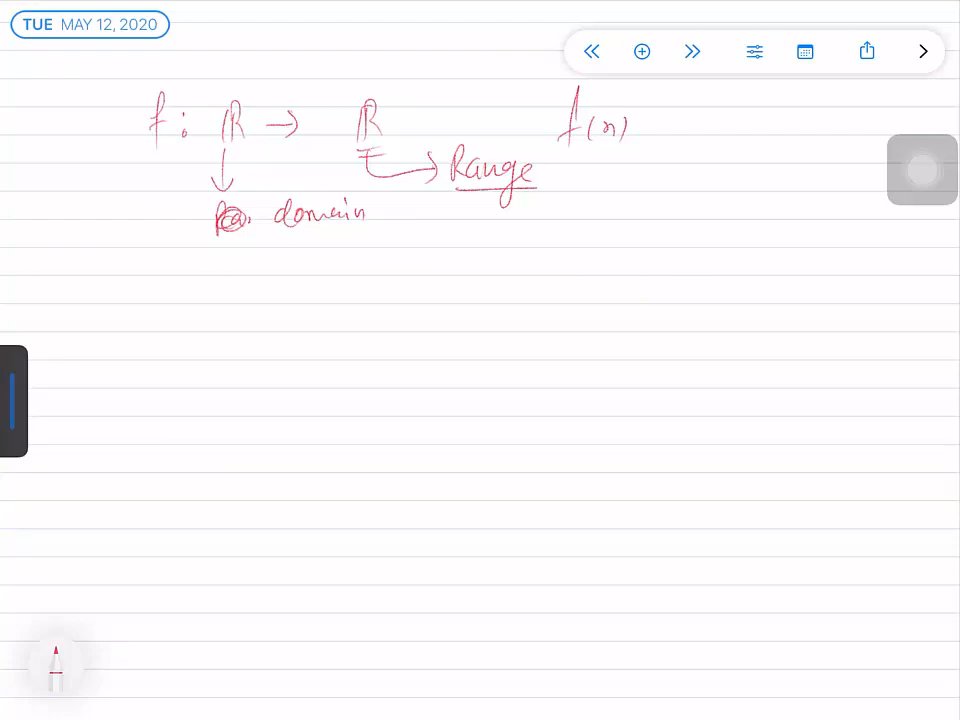 TUE MAY 12, 2020
f : ℝ → ℝ f(x)
Range
domain